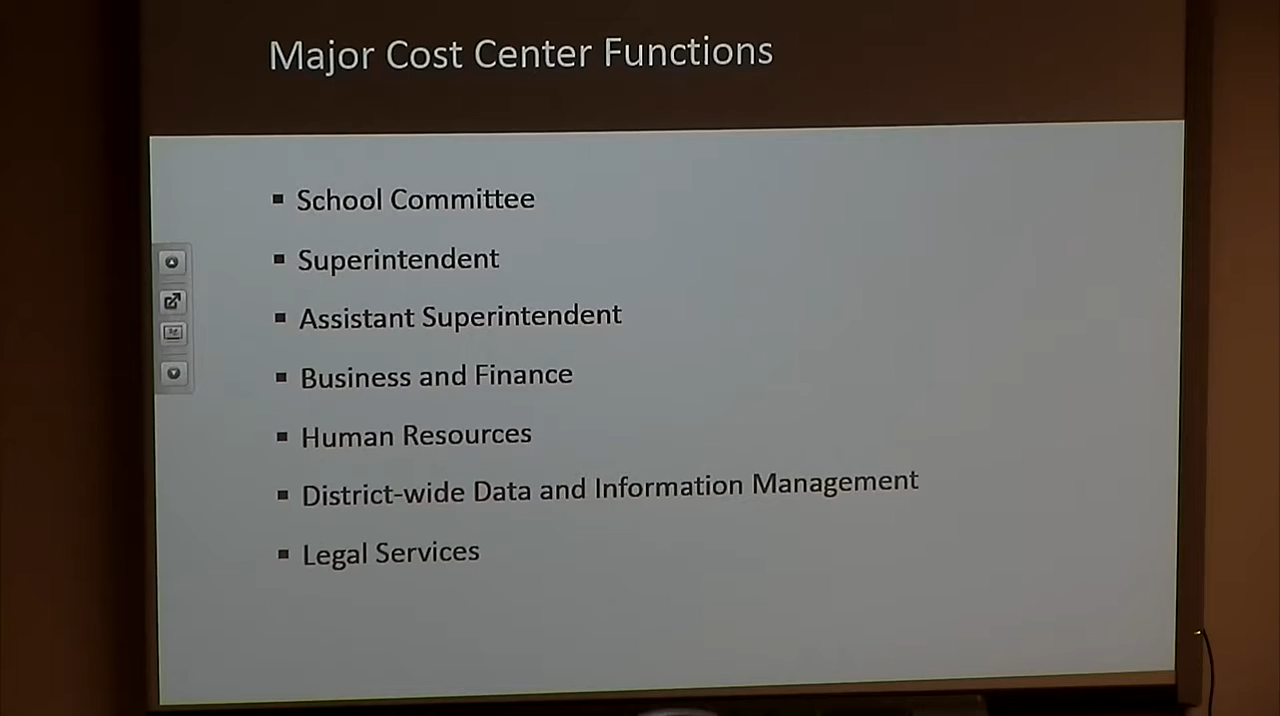 Major Cost Center Functions
School Committee
Superintendent
Assistant Superintendent
Business and Finance
Human Resources
District-wide Data and Information Management
Legal Services